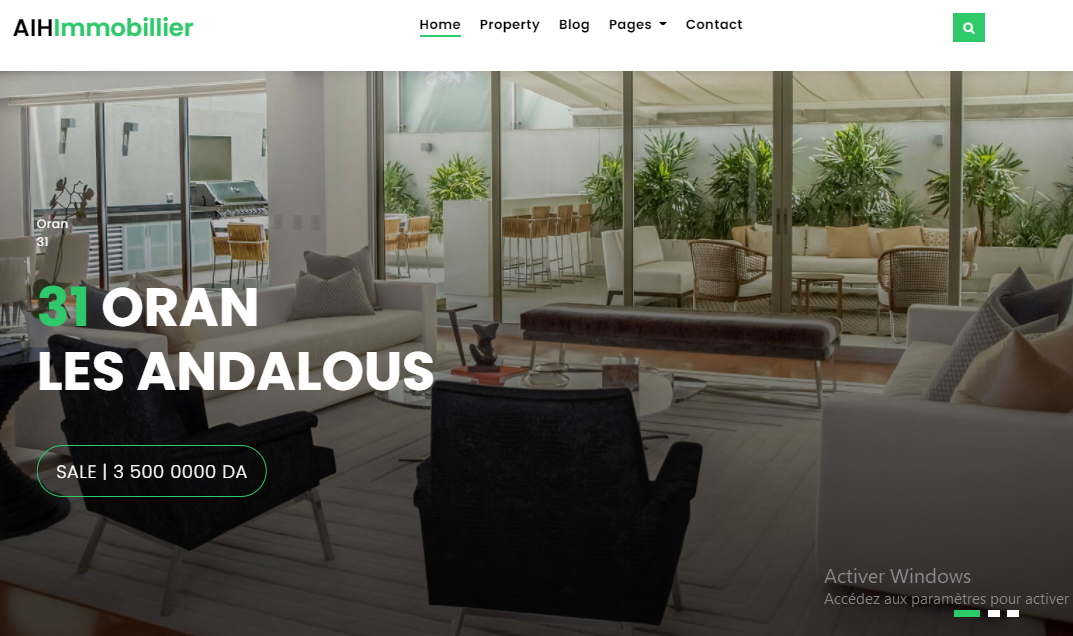 AIHImmobillier
Home Property Blog Pages Contact
Oran
31
31 ORAN
LES ANDALOUS
SALE | 3 500 0000 DA
Activer Windows
Accédez aux paramètres pour activer